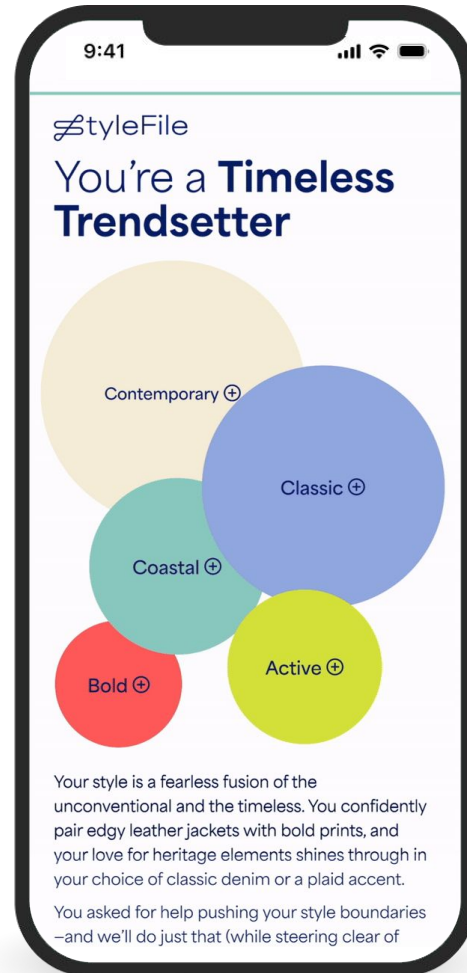 9:41
StyleFile
You’re a Timeless
Trendsetter
Contemporary
Classic
Coastal
Active
Bold
Your style is a fearless fusion of the
unconventional and the timeless. You confidently
pair edgy leather jackets with bold prints, and
your love for heritage elements shines through in
your choice of classic denim or a plaid accent.
You asked for help pushing your style boundaries
—and we’ll do just that (while steering clear of